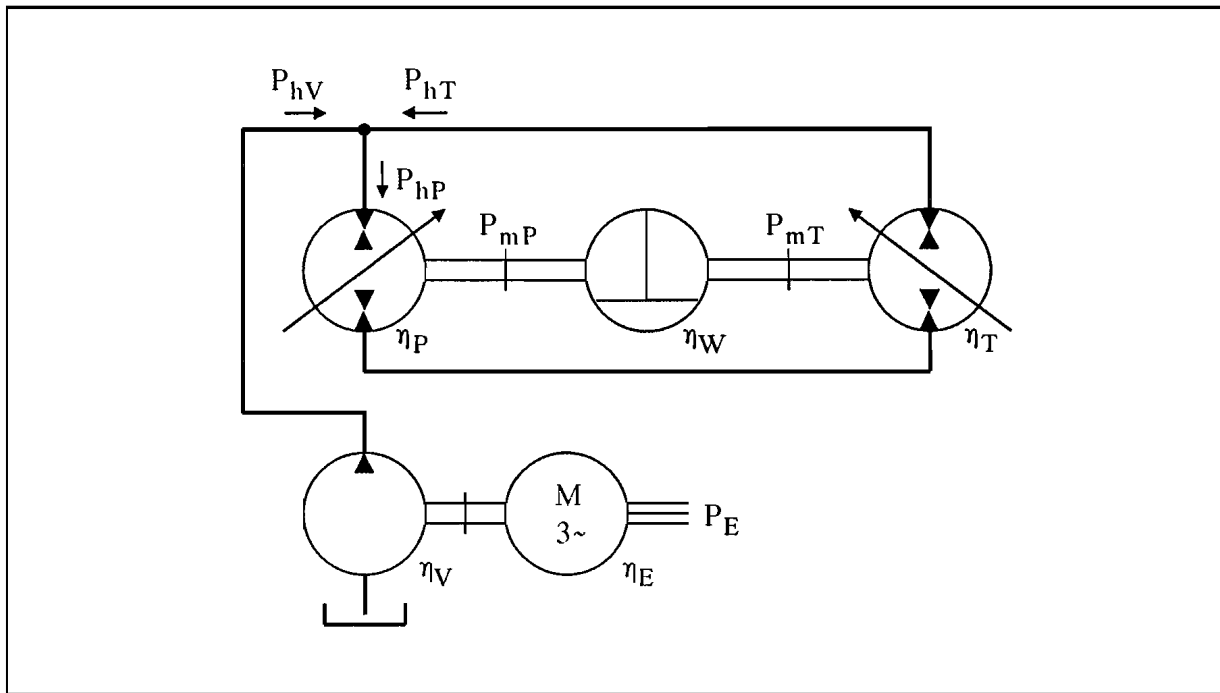 P_hV P_hT
P_hP
P_mP P_mT
η_P η_W η_T
M
3~ P_E
η_V η_E